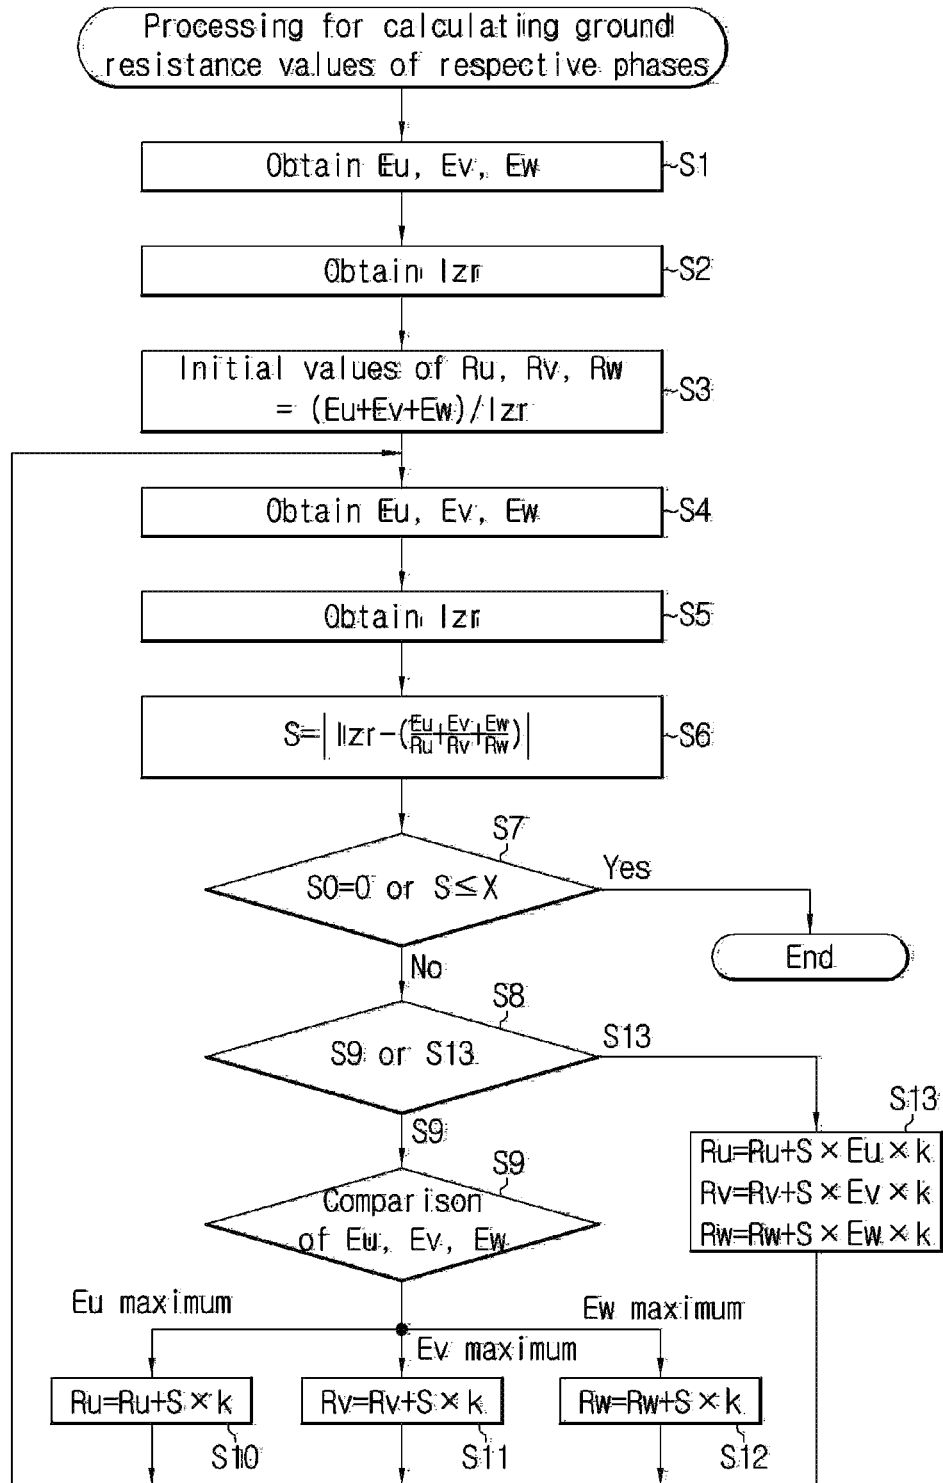 Processing for calculating ground
resistance values of respective phases
Obtain Eu, Ev, Ew
S1
Obtain Izr
S2
Initial values of Ru, Rv, Rw
= (Eu+Ev+Ew)/Izr
S3
Obtain Eu, Ev, Ew
S4
Obtain Izr
S5
S=|Izr-(Eu/Ru+Ev/Rv+Ew/Rw)|
S6
S7
S0=0 or S≦X
Yes
End
No
S8
S9 or S13
S13
S9
S13
Ru=Ru+S×Eu×k
Rv=Rv+S×Ev×k
Rw=Rw+S×Ew×k
S9
Comparison
of Eu, Ev, Ew
Eu maximum
Ev maximum
Ew maximum
Ru=Ru+S×k
S10
Rv=Rv+S×k
S11
Rw=Rw+S×k
S12